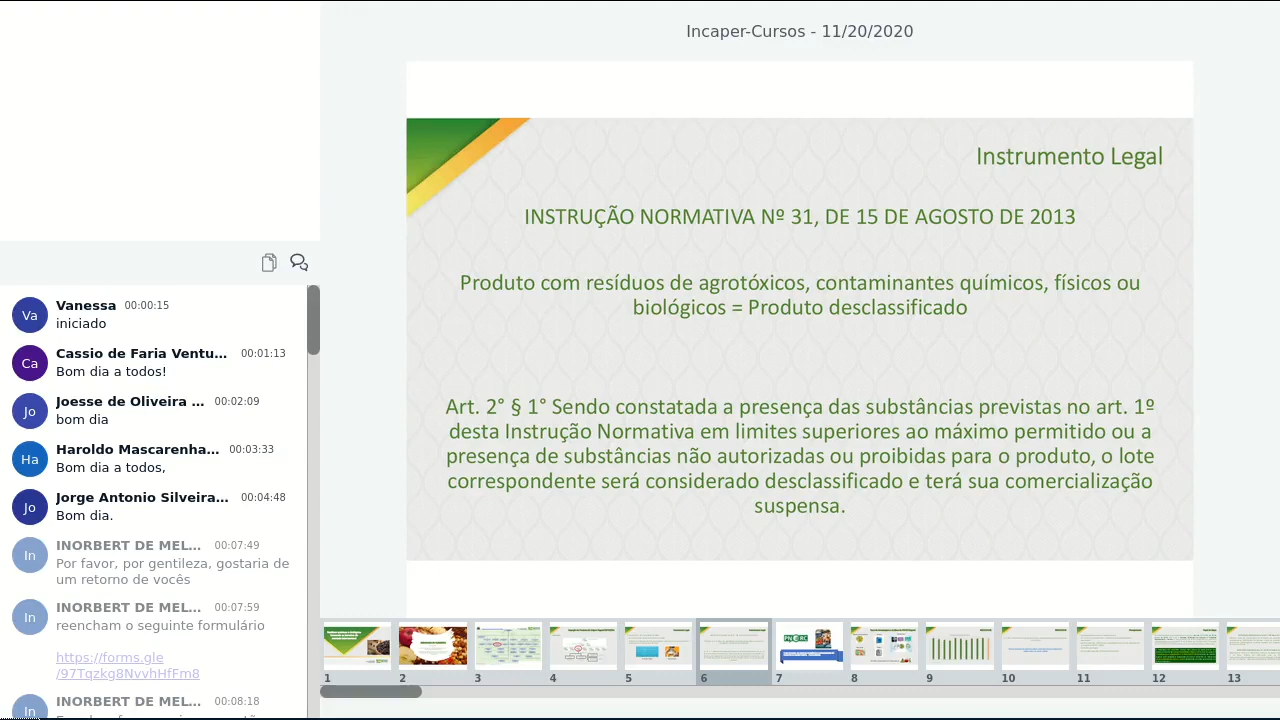 Incaper-Cursos - 11/20/2020
Instrumento Legal
INSTRUÇÃO NORMATIVA Nº 31, DE 15 DE AGOSTO DE 2013
Produto com resíduos de agrotóxicos, contaminantes químicos, físicos ou
biológicos = Produto desclassificado
Art. 2° § 1° Sendo constatada a presença das substâncias previstas no art. 1º
desta Instrução Normativa em limites superiores ao máximo permitido ou a
presença de substâncias não autorizadas ou proibidas para o produto, o lote
correspondente será considerado desclassificado e terá sua comercialização
suspensa.
Va Vanessa 00:00:15
iniciado
Ca Cassio de Faria Ventu... 00:01:13
Bom dia a todos!
Jo Joesse de Oliveira ... 00:02:09
bom dia
Ha Haroldo Mascarenha... 00:03:33
Bom dia a todos,
Jo Jorge Antonio Silveira... 00:04:48
Bom dia.
In INORBERT DE MEL... 00:07:49
Por favor, por gentileza, gostaria de
um retorno de vocês
In INORBERT DE MEL... 00:07:59
reencham o seguinte formulário
https://forms.gle
/97Tqzkg8NvvhHfFm8
In INORBERT DE MEL... 00:08:18
1 2 3 4 5 6 7 8 9 10 11 12 13